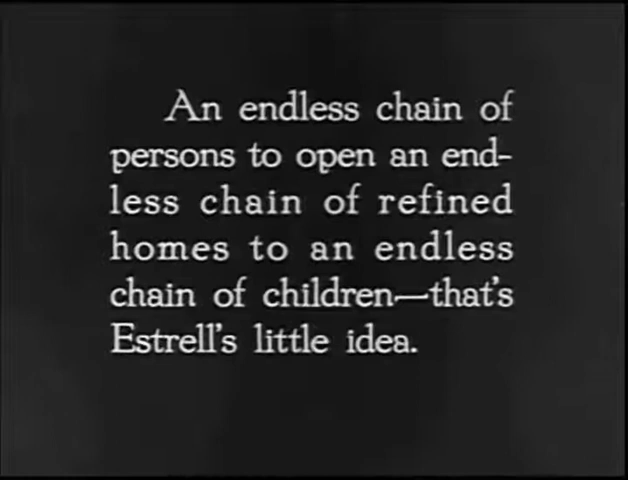 An endless chain of
persons to open an end-
less chain of refined
homes to an endless
chain of children—that's
Estrell's little idea.